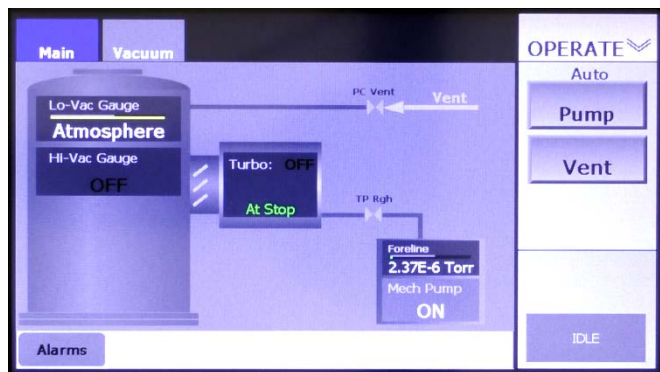 Main
Vacuum
OPERATE
Auto
Pump
Vent
PC Vent
Vent
Lo-Vac Gauge
Atmosphere
HI-Vac Gauge
OFF
Turbo: OFF
At Stop
TP Rgh
Foreline
2.37E-6 Torr
Mech Pump
ON
Alarms
IDLE